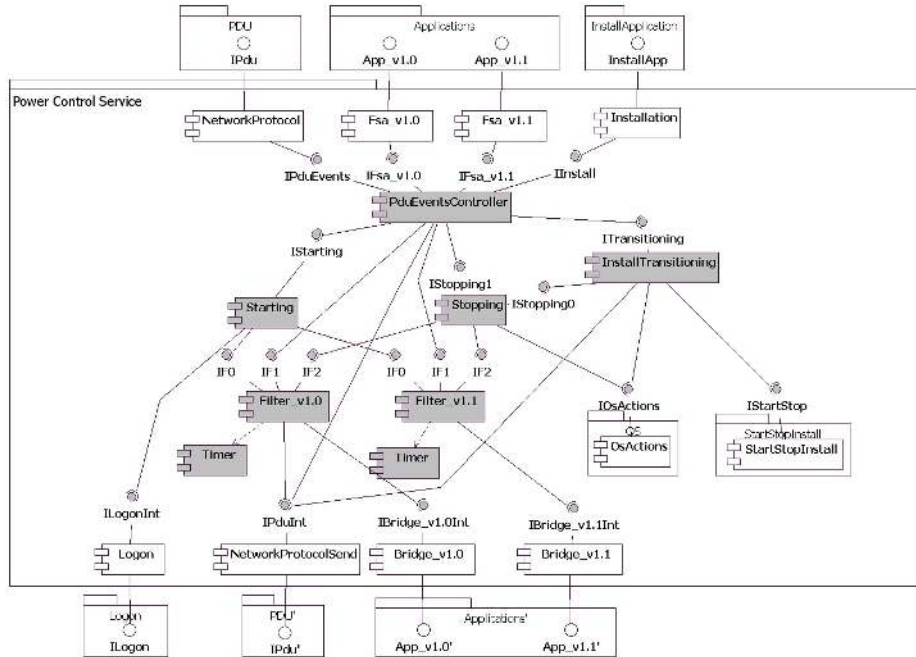 PDU
IPdu
Applications
App_v1.0
App_v1.1
InstallApplication
InstallApp
Power Control Service
NetworkProtocol
Fsa_v1.0
Fsa_v1.1
Installation
IPduEvents
IFsa_v1.0
IFsa_v1.1
IInstall
PduEventsController
IStarting
ITransitioning
IStopping1
InstallTransitioning
IStopping0
Starting
Stopping
IF0
IF1
IF2
IF0
IF1
IF2
Filter_v1.0
Filter_v1.1
IOsActions
IStartStop
OS
OsActions
StartStopInstall
StartStopInstall
Timer
Timer
ILogonInt
IPduInt
IBridge_v1.0Int
IBridge_v1.1Int
Logon
NetworkProtocolSend
Bridge_v1.0
Bridge_v1.1
Logon
ILogon
PDU'
IPdu'
Applications'
App_v1.0'
App_v1.1'